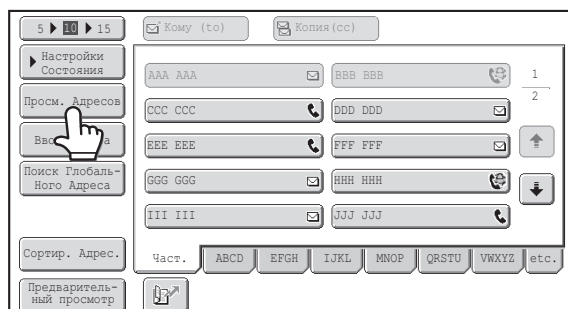 5 10 15
Кому (to)
Копия(cc)
Настройки
Состояния
Просм. Адресов
Поиск Глобаль-
Ного Адреса
Сортир. Адрес.
Предваритель-
ный просмотр
AAA AAA
BBB BBB
CCC CCC
DDD DDD
EEE EEE
FFF FFF
GGG GGG
HHH HHH
III III
JJJ JJJ
1
2
Част.
ABCD
EFGH
IJKL
MNOP
QRSTU
VWXYZ
etc.